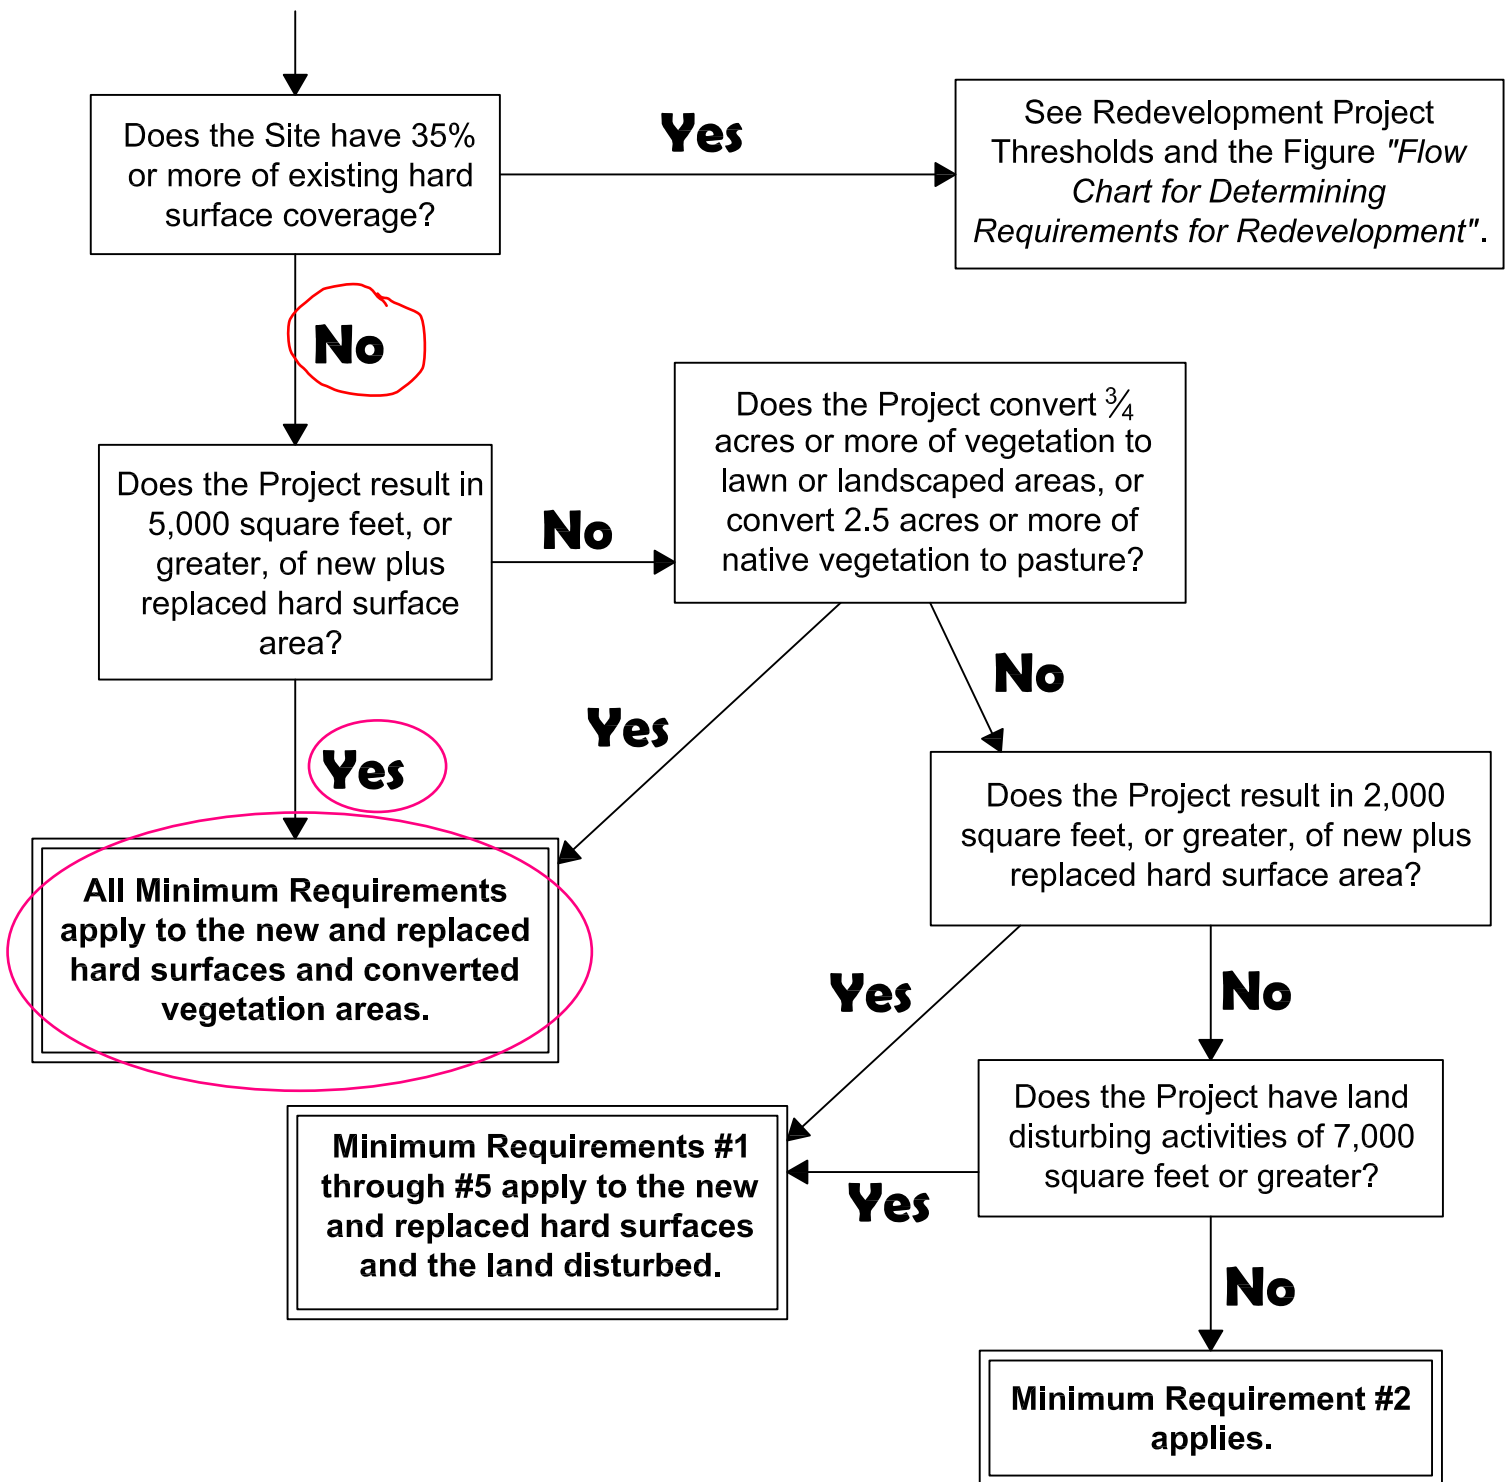 Does the Site have 35%
or more of existing hard
surface coverage?
Yes
See Redevelopment Project
Thresholds and the Figure "Flow
Chart for Determining
Requirements for Redevelopment".
No
Does the Project result in
5,000 square feet, or
greater, of new plus
replaced hard surface
area?
No
Does the Project convert ¾
acres or more of vegetation to
lawn or landscaped areas, or
convert 2.5 acres or more of
native vegetation to pasture?
Yes
Yes
No
All Minimum Requirements
apply to the new and replaced
hard surfaces and converted
vegetation areas.
Does the Project result in 2,000
square feet, or greater, of new plus
replaced hard surface area?
Yes
No
Minimum Requirements #1
through #5 apply to the new
and replaced hard surfaces
and the land disturbed.
Yes
Does the Project have land
disturbing activities of 7,000
square feet or greater?
No
Minimum Requirement #2
applies.